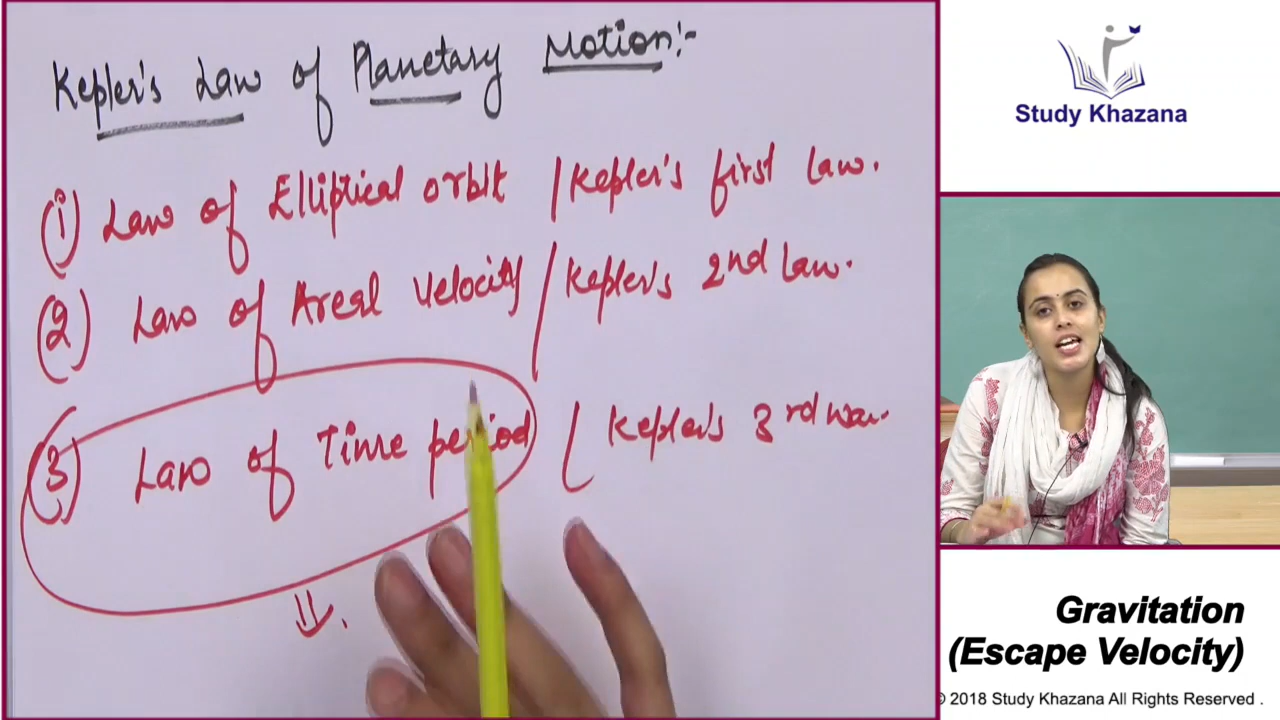 Kepler's Law of Planetary Motion:-
(1) Law of Elliptical orbit / Kepler's first law.
(2) Law of Areal Velocity / Kepler's 2nd Law.
(3) Law of Time period / Kepler's 3rd
Study Khazana
Gravitation
(Escape Velocity)
© 2018 Study Khazana All Rights Reserved .